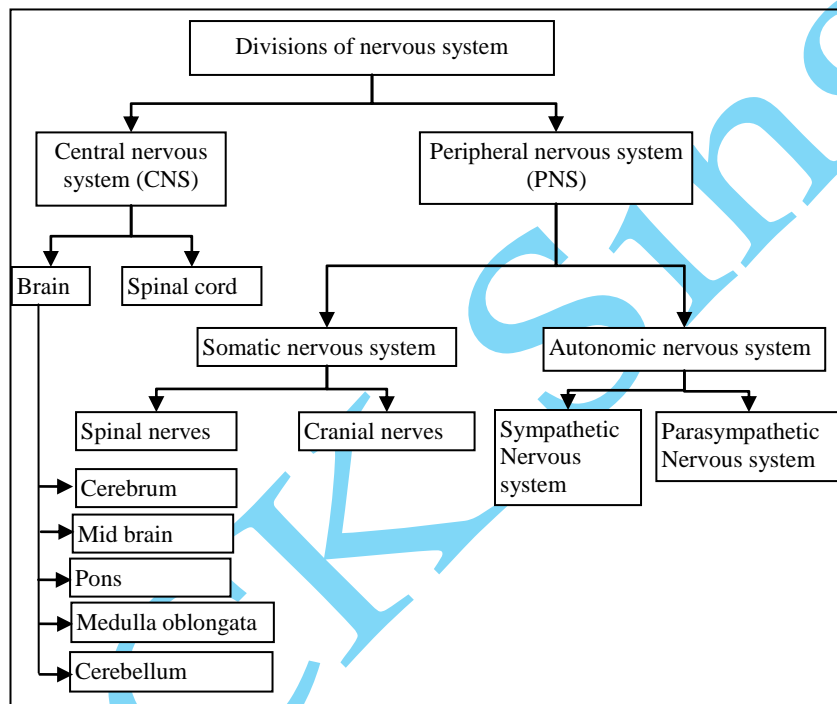 Divisions of nervous system
Central nervous
system (CNS)
Peripheral nervous system
(PNS)
Brain
Spinal cord
Somatic nervous system
Autonomic nervous system
Spinal nerves
Cranial nerves
Sympathetic
Nervous
system
Parasympathetic
Nervous system
Cerebrum
Mid brain
Pons
Medulla oblongata
Cerebellum